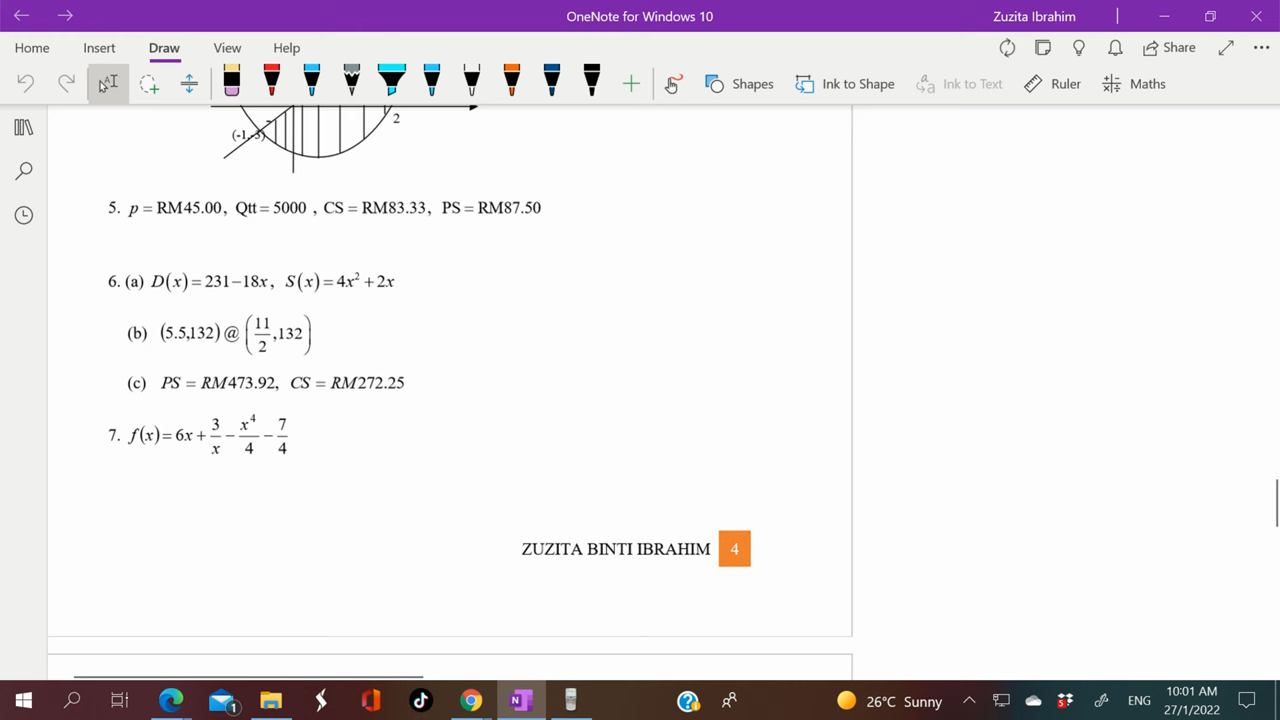 OneNote for Windows 10
Zuzita Ibrahim
Home Insert Draw View Help
Share
Shapes Ink to Shape Ink to Text Ruler Maths
2
(-1,-3)
5. p = RM45.00, Qtt = 5000 , CS = RM83.33, PS = RM87.50
6. (a) D(x) = 231−18x, S(x) = 4x² + 2x
(b) (5.5,132) @ (11/2 ,132)
(c) PS = RM473.92, CS = RM272.25
7. f(x) = 6x + 3/x − x⁴/4 − 7/4
ZUZITA BINTI IBRAHIM 4
26°C Sunny
ENG
10:01 AM
27/1/2022